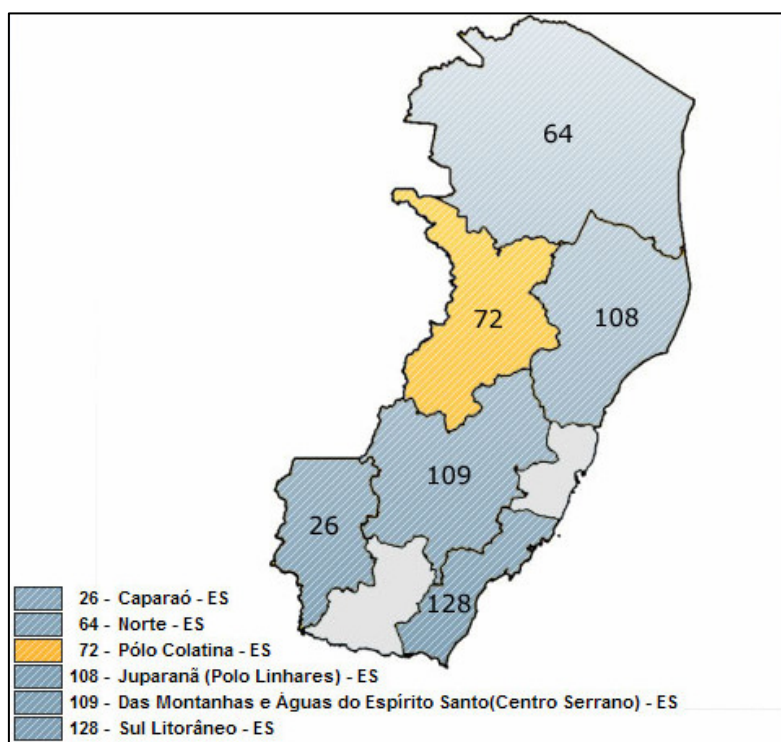 64
72
108
109
26
128
26 - Caparaó - ES
64 - Norte - ES
72 - Pólo Colatina - ES
108 - Juparanã (Polo Linhares) - ES
109 - Das Montanhas e Águas do Espírito Santo(Centro Serrano) - ES
128 - Sul Litorâneo - ES